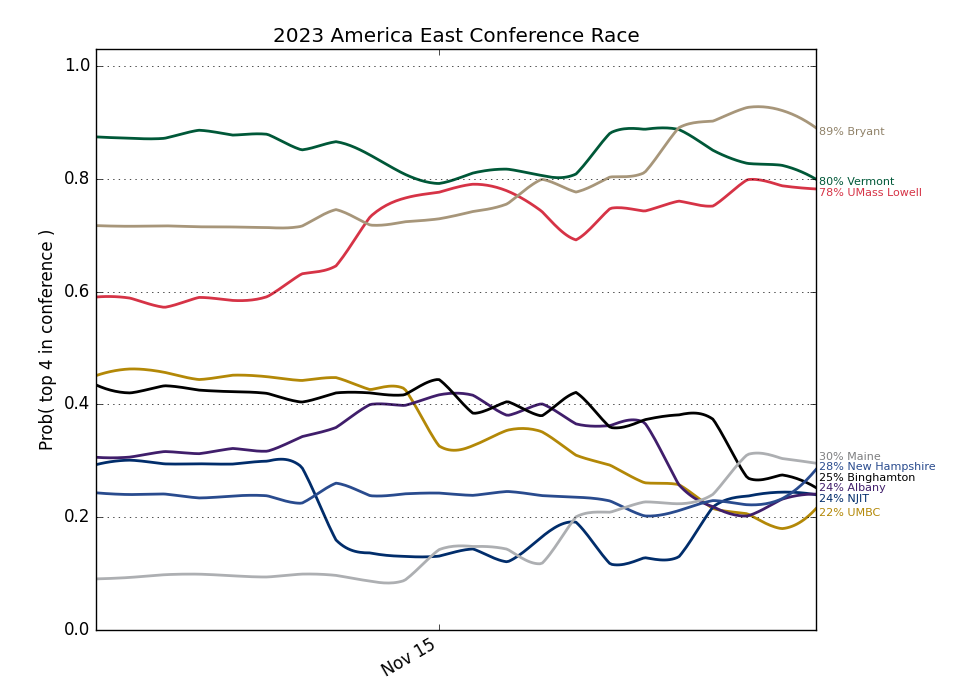 2023 America East Conference Race
Prob( top 4 in conference )
1.0
0.8
0.6
0.4
0.2
0.0
Nov 15
89% Bryant
80% Vermont
78% UMass Lowell
30% Maine
28% New Hampshire
25% Binghamton
24% Albany
24% NJIT
22% UMBC